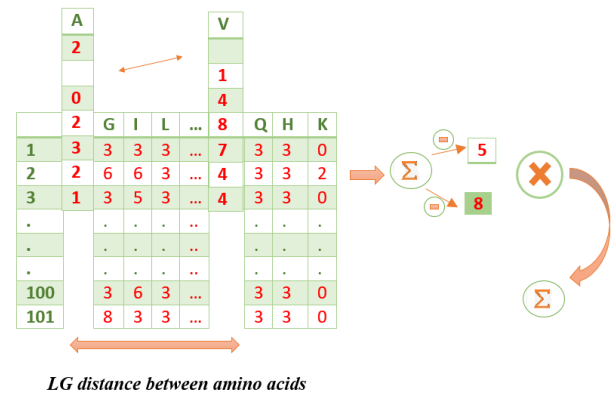 A V
2
1
0 4
2 G I L ... 8 Q H K
1 3 3 3 3 ... 7 3 3 0
2 2 6 6 3 ... 4 3 3 2
3 1 3 5 3 ... 4 3 3 0
. . . . .. . . .
. . . . .. . . .
. . . . .. . . .
100 3 6 3 ... 3 3 0
101 8 3 3 ... 3 3 0
Σ
5
8
Σ
LG distance between amino acids